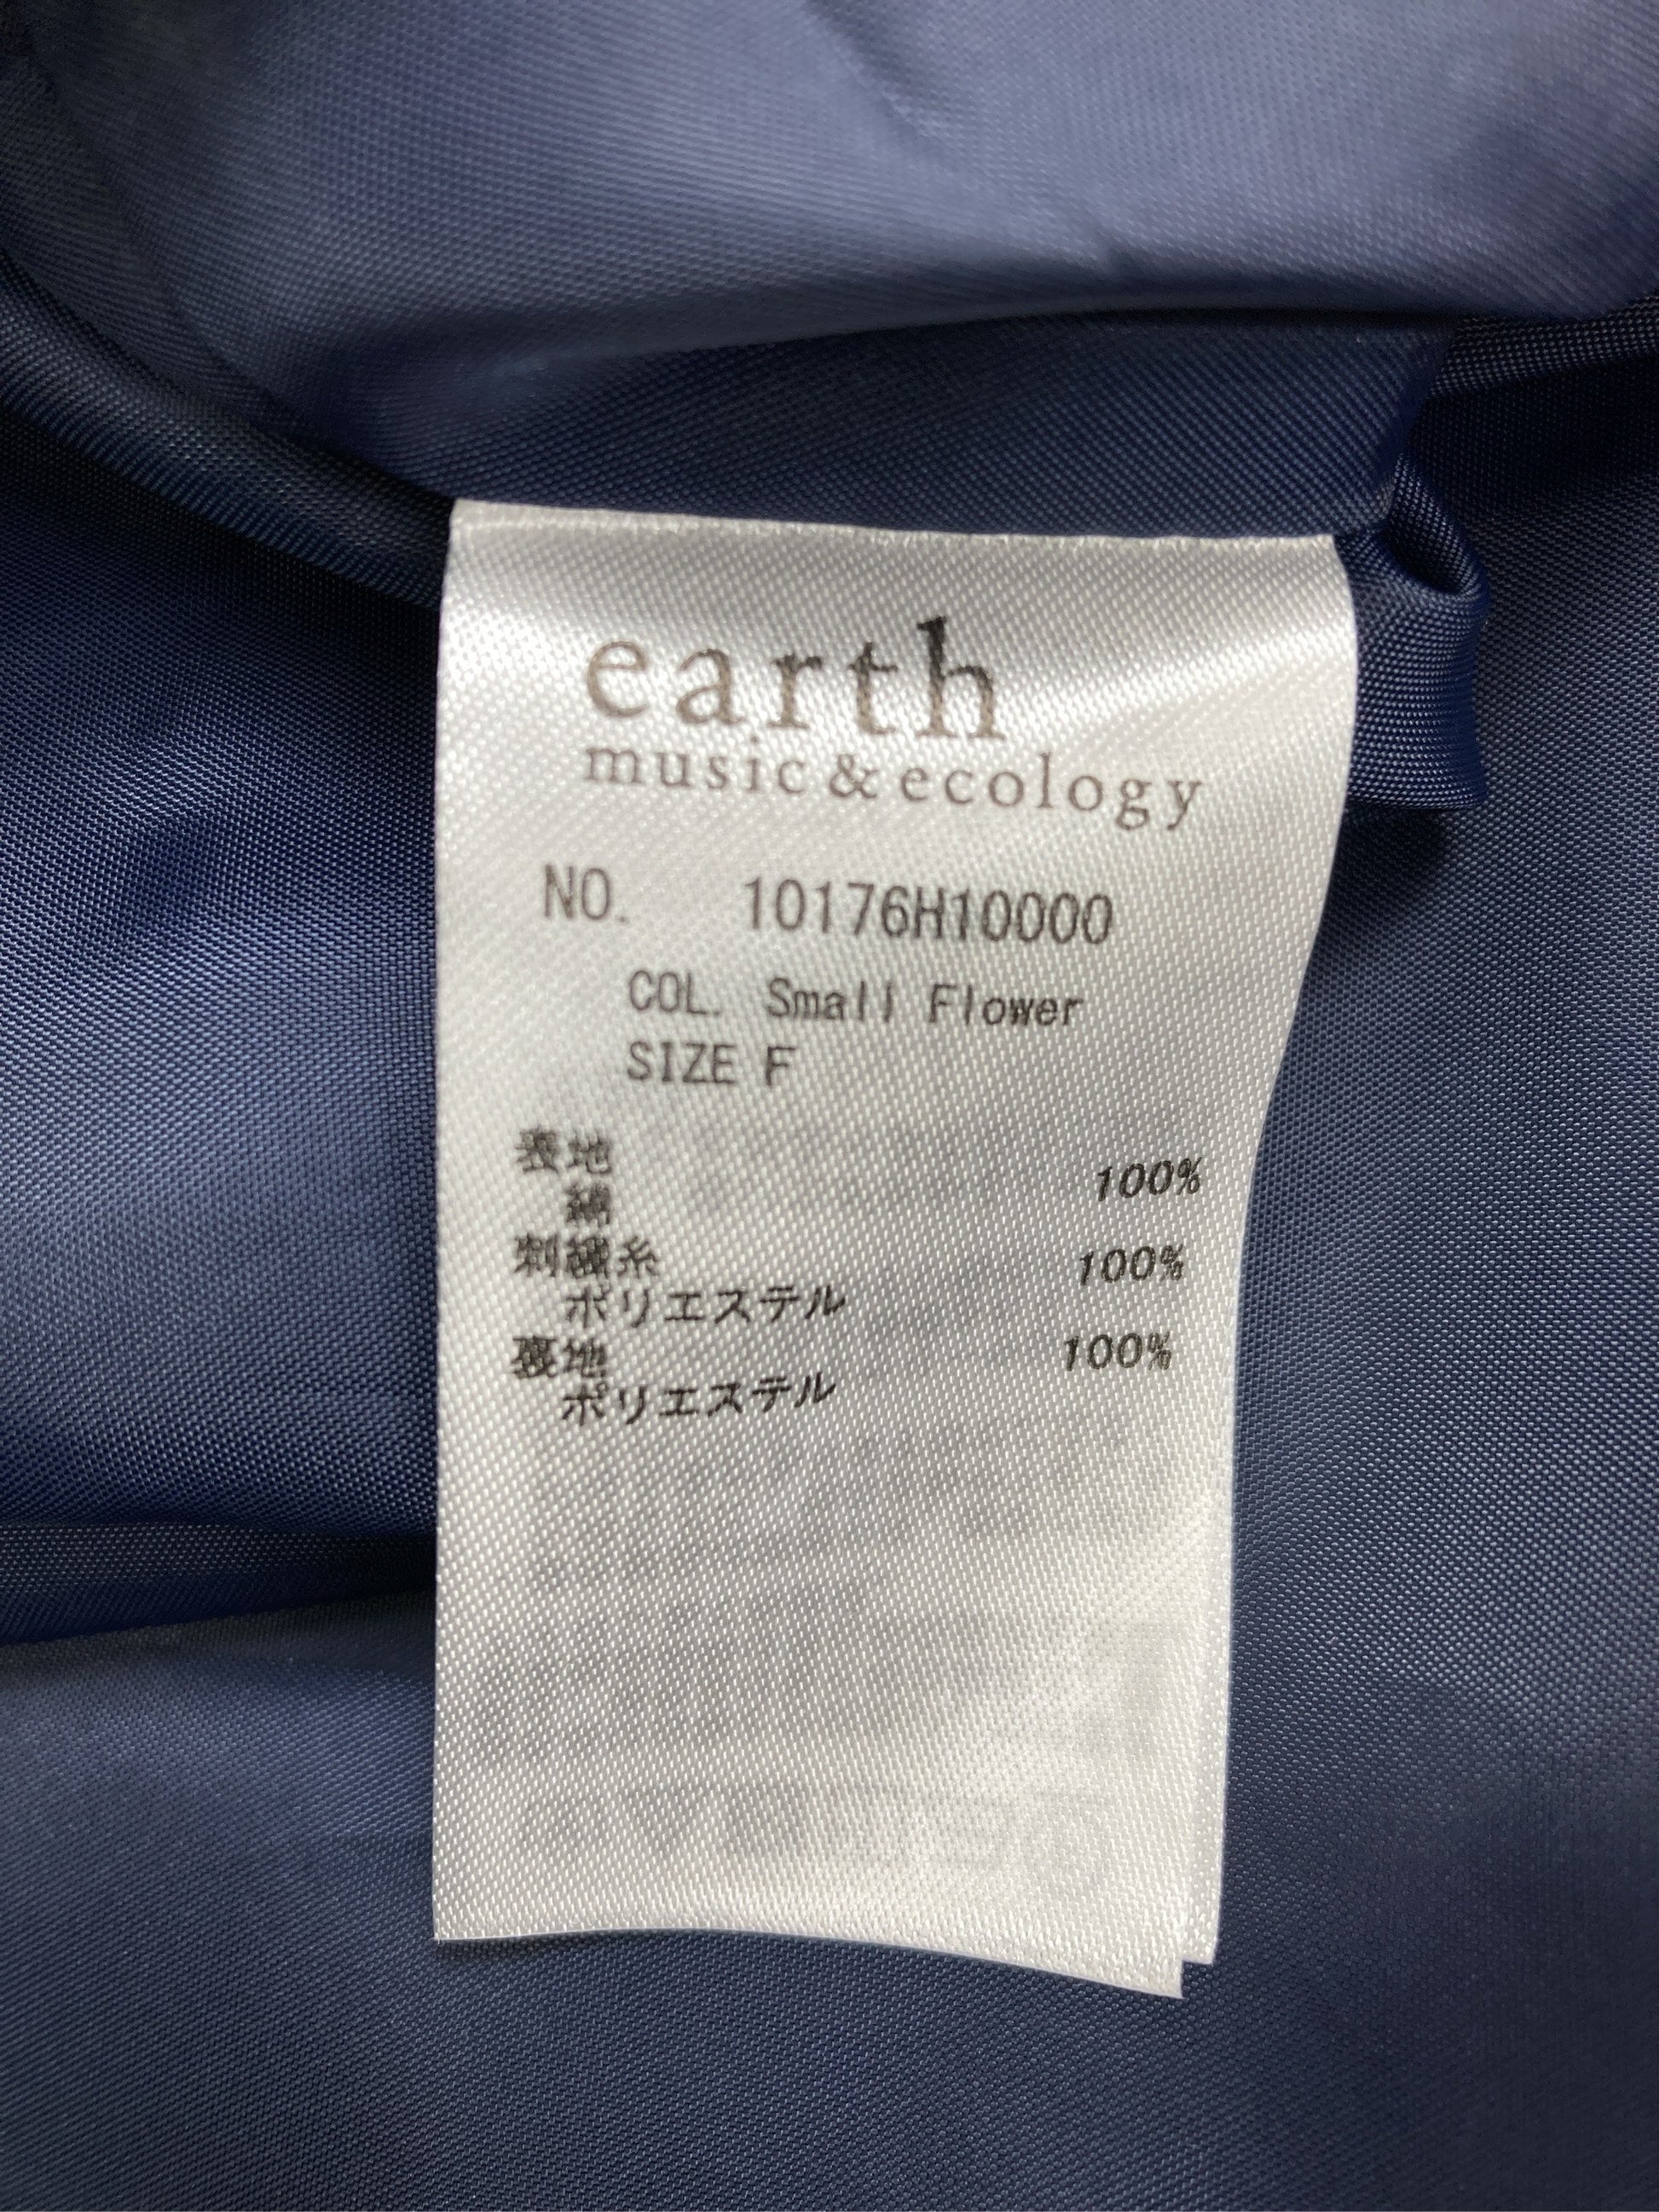 earth
music&ecology
NO. 10176H10000
COL. Small Flower
SIZE F
表地
綿 100%
刺繍糸
ポリエステル 100%
裏地
ポリエステル 100%